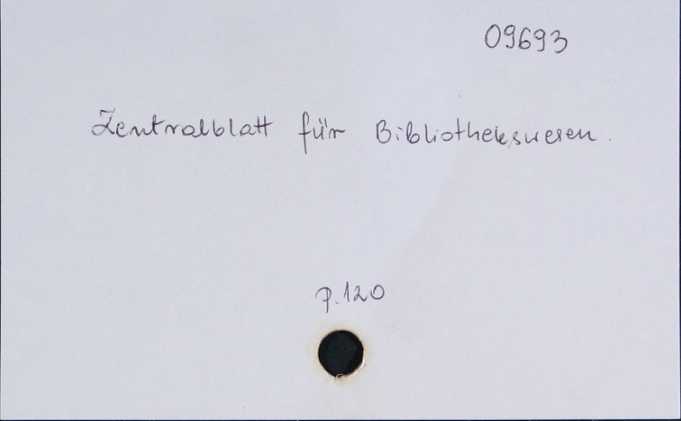 09693
Zentralblatt für Bibliothekswesen.
P.120